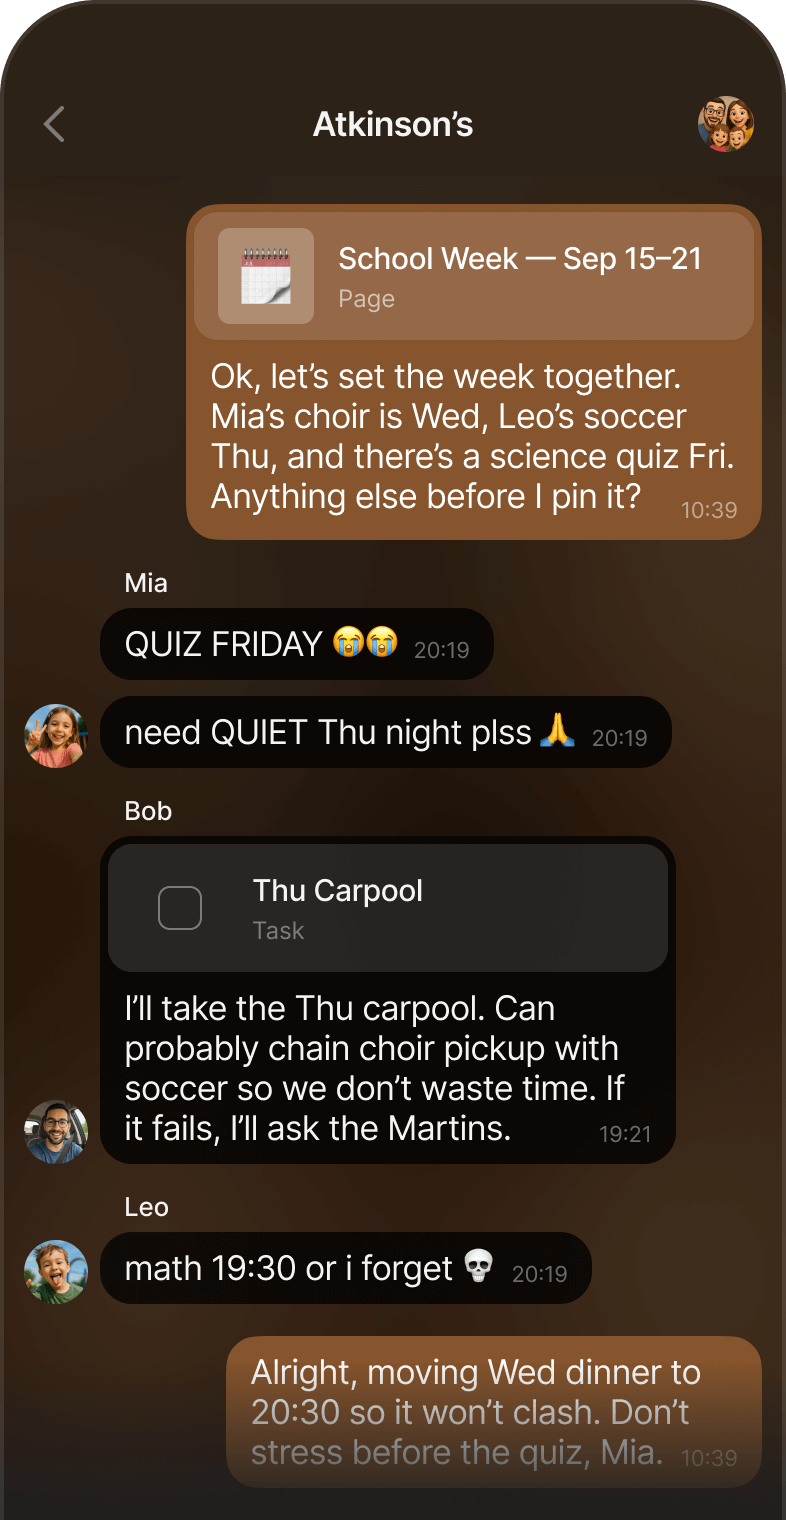 Atkinson’s
School Week — Sep 15–21
Page
Ok, let’s set the week together.
Mia’s choir is Wed, Leo’s soccer
Thu, and there’s a science quiz Fri.
Anything else before I pin it? 10:39
Mia
QUIZ FRIDAY 😭😭 20:19
need QUIET Thu night plss 🙏 20:19
Bob
Thu Carpool
Task
I’ll take the Thu carpool. Can
probably chain choir pickup with
soccer so we don’t waste time. If
it fails, I’ll ask the Martins. 19:21
Leo
math 19:30 or i forget 💀 20:19
Alright, moving Wed dinner to
20:30 so it won’t clash. Don’t
stress before the quiz, Mia. 10:39